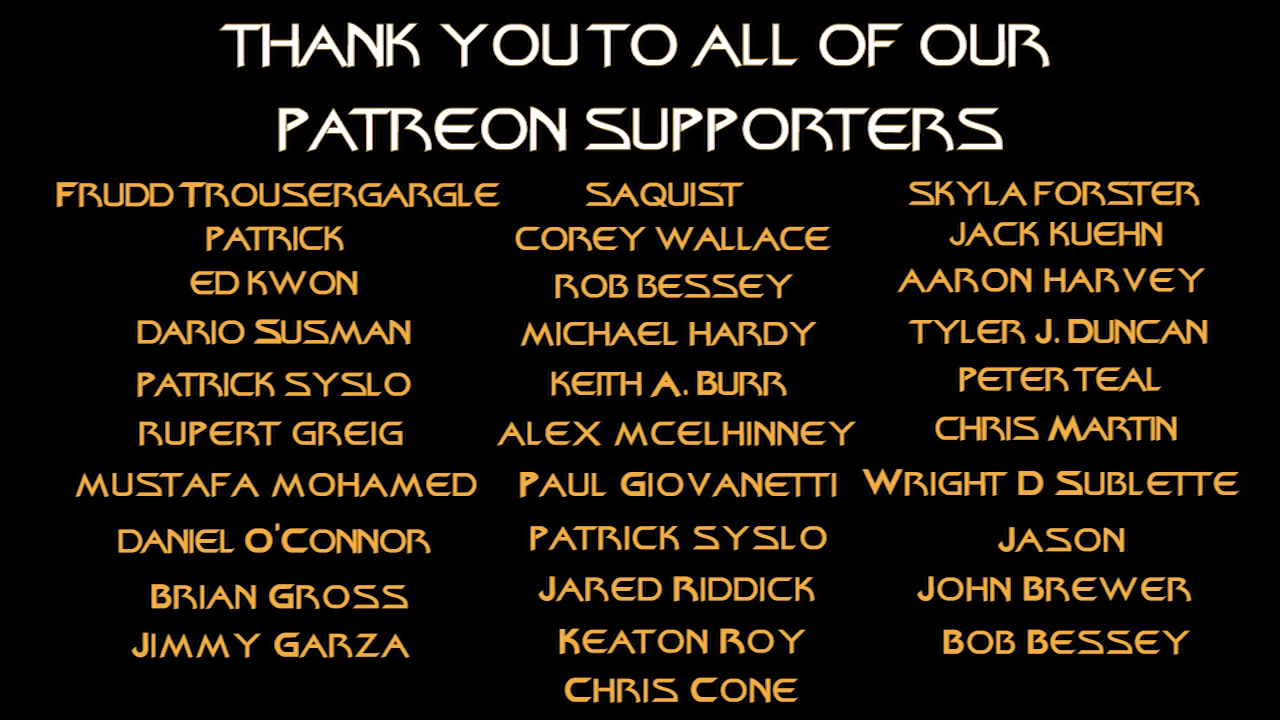 THANK YOU TO ALL OF OUR
PATREON SUPPORTERS
FRUDD TROUSERGARGLE
PATRICK
ED KWON
DARIO SUSMAN
PATRICK SYSLO
RUPERT GREIG
MUSTAFA MOHAMED
DANIEL O'CONNOR
BRIAN GROSS
JIMMY GARZA
SAQUIST
COREY WALLACE
ROB BESSEY
MICHAEL HARDY
KEITH A. BURR
ALEX MCELHINNEY
PAUL GIOVANETTI
PATRICK SYSLO
JARED RIDDICK
KEATON ROY
CHRIS CONE
SKYLA FORSTER
JACK KUEHN
AARON HARVEY
TYLER J. DUNCAN
PETER TEAL
CHRIS MARTIN
WRIGHT D SUBLETTE
JASON
JOHN BREWER
BOB BESSEY